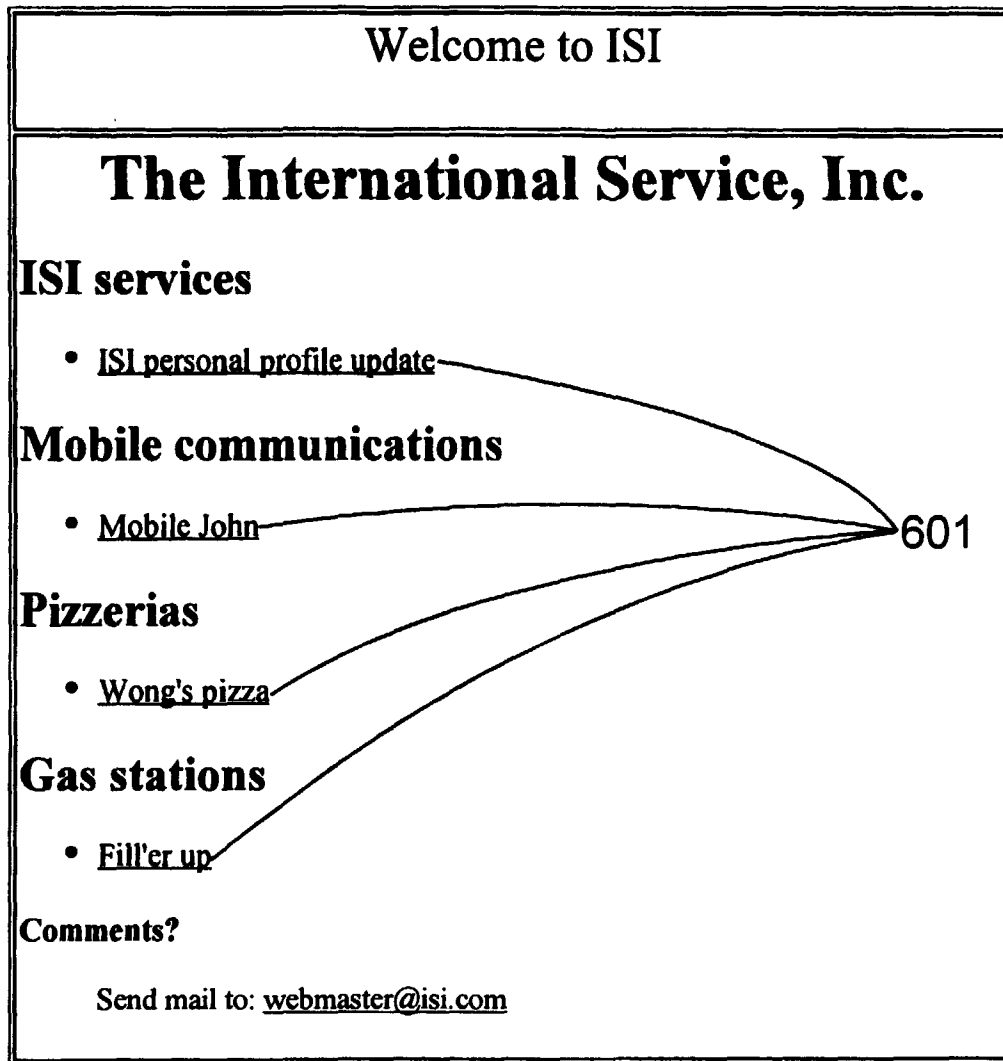 Welcome to ISI
The International Service, Inc.
ISI services
• ISI personal profile update
Mobile communications
• Mobile John
601
Pizzerias
• Wong's pizza
Gas stations
• Fill'er up
Comments?
Send mail to: webmaster@isi.com